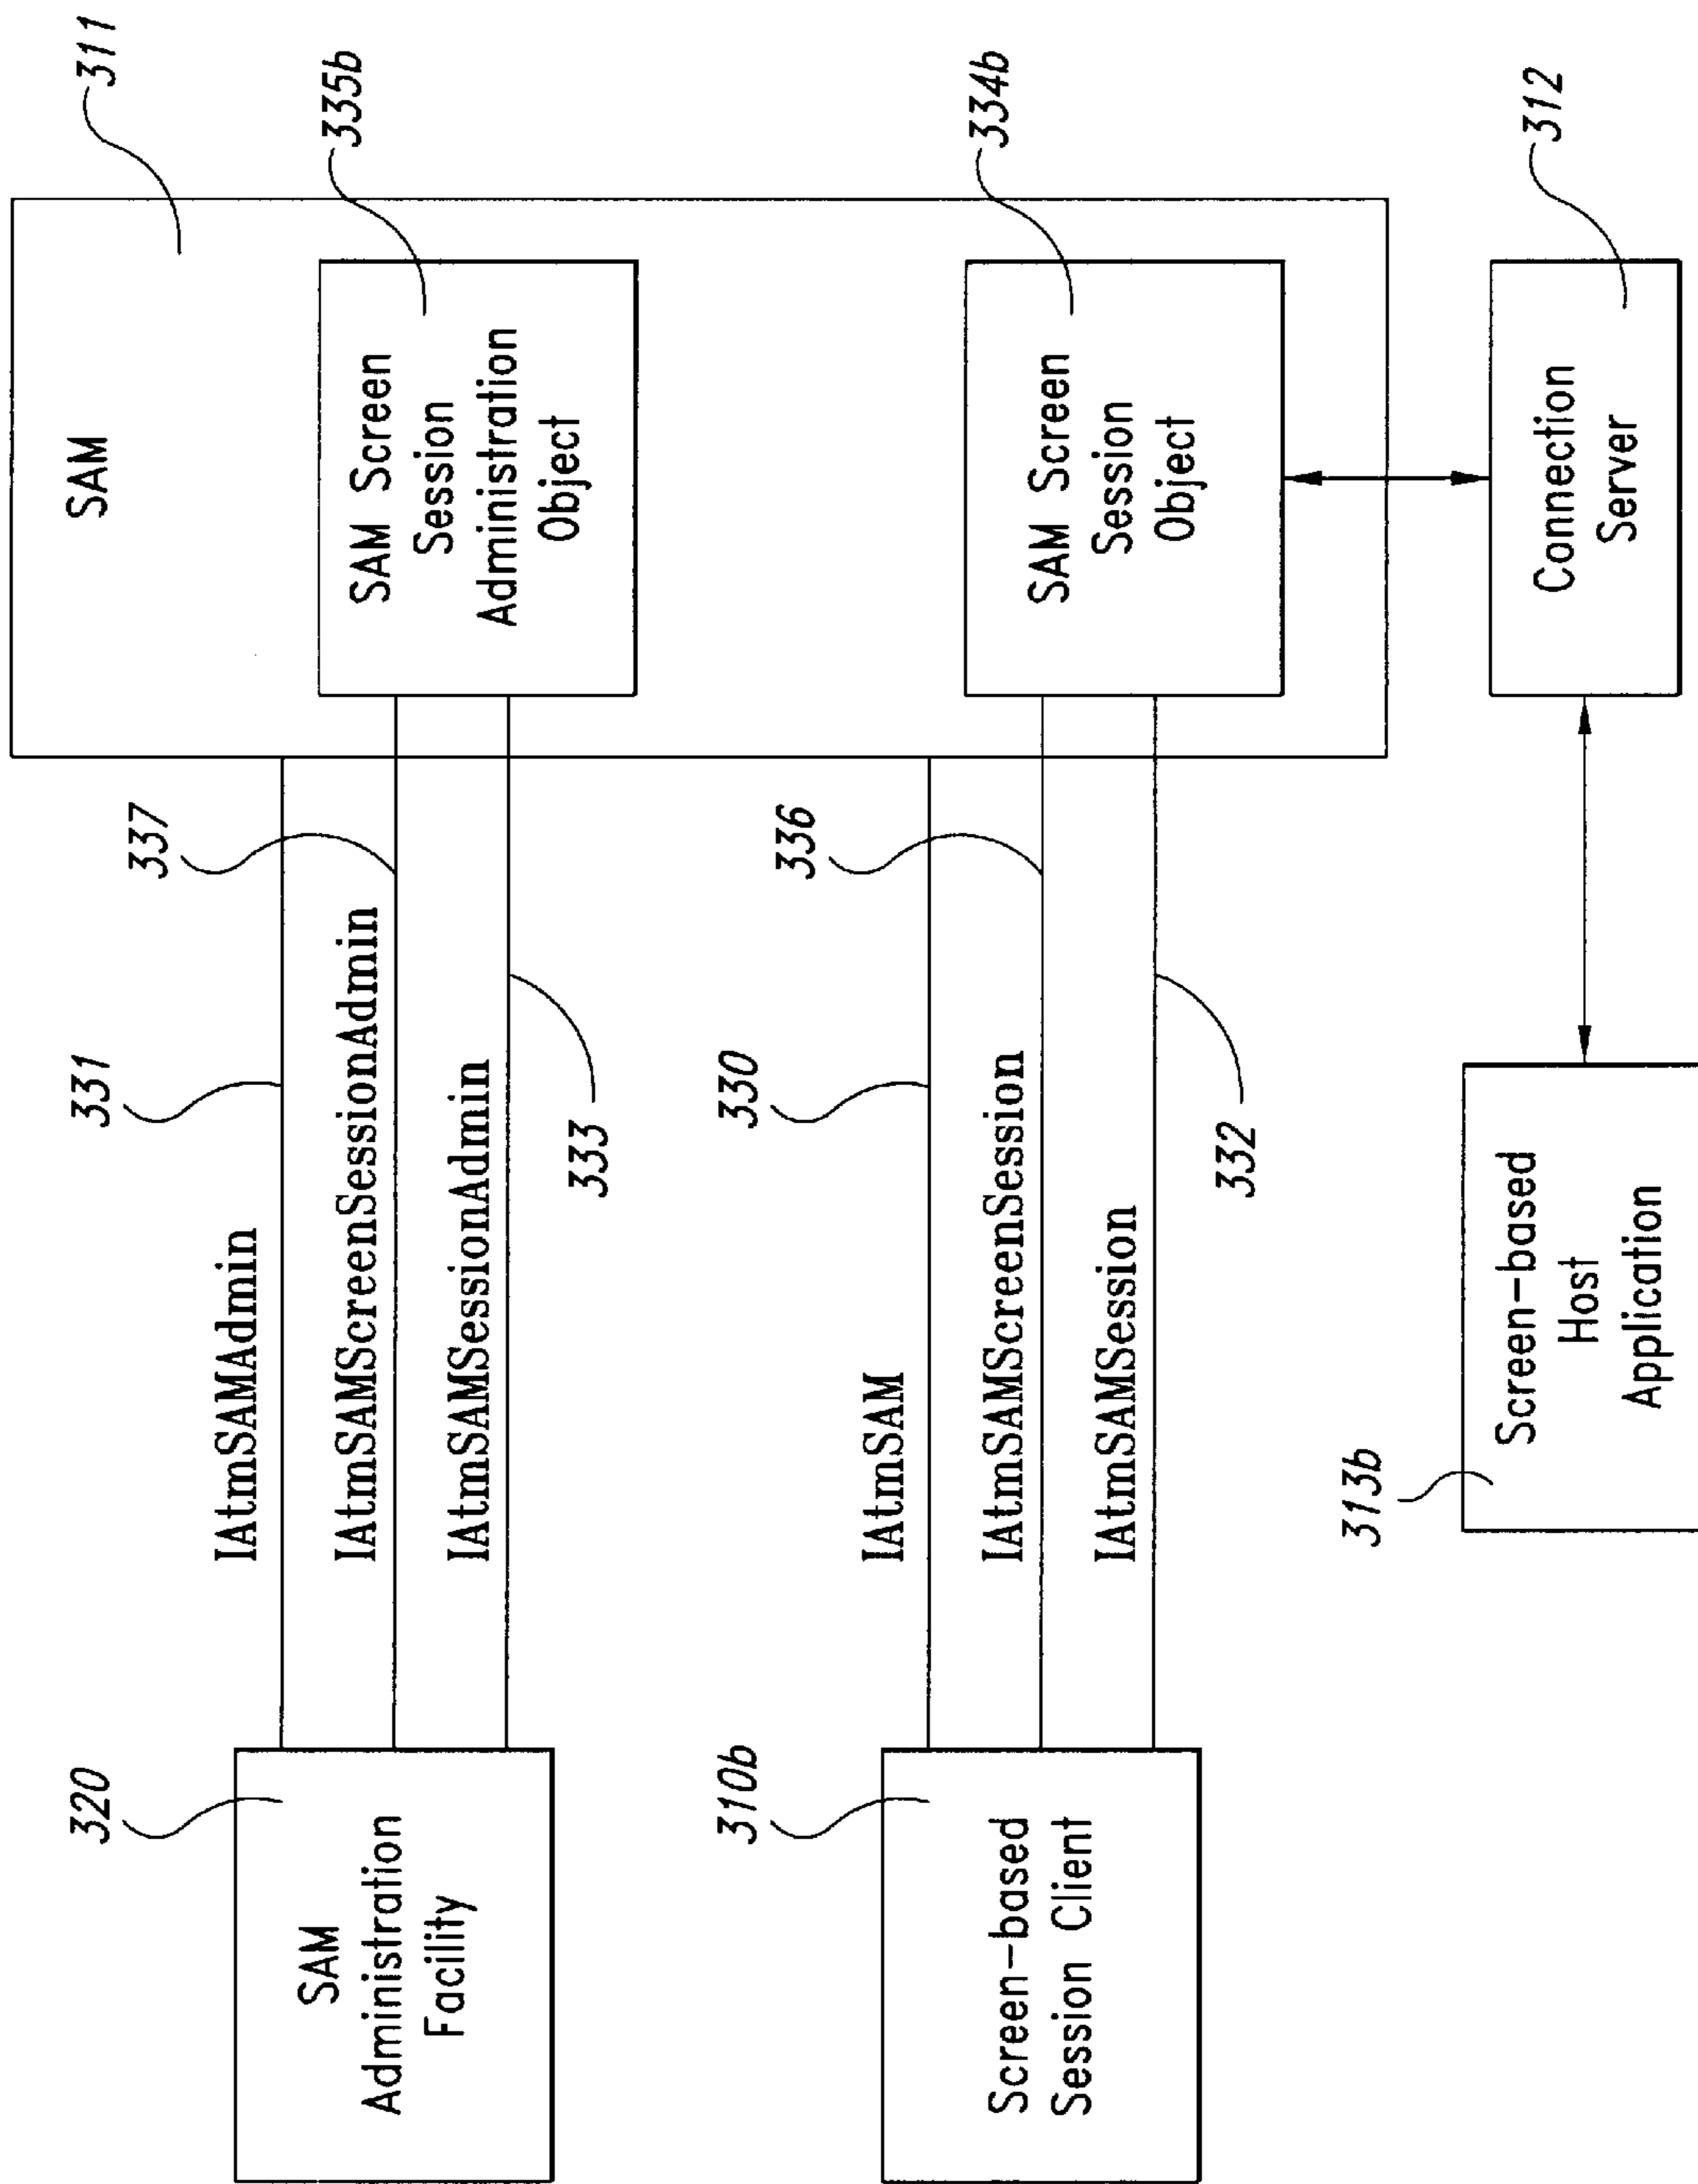 311
SAM
335b
SAM Screen
Session
Administration
Object
334b
SAM Screen
Session
Object
312
Connection
Server
331
IAtmSAMAdmin
337
IAtmSAMScreenSessionAdmin
IAtmSAMSessionAdmin
333
330
IAtmSAM
336
IAtmSAMScreenSession
IAtmSAMSession
332
320
SAM
Administration
Facility
310b
Screen-based
Session Client
313b
Screen-based
Host
Application